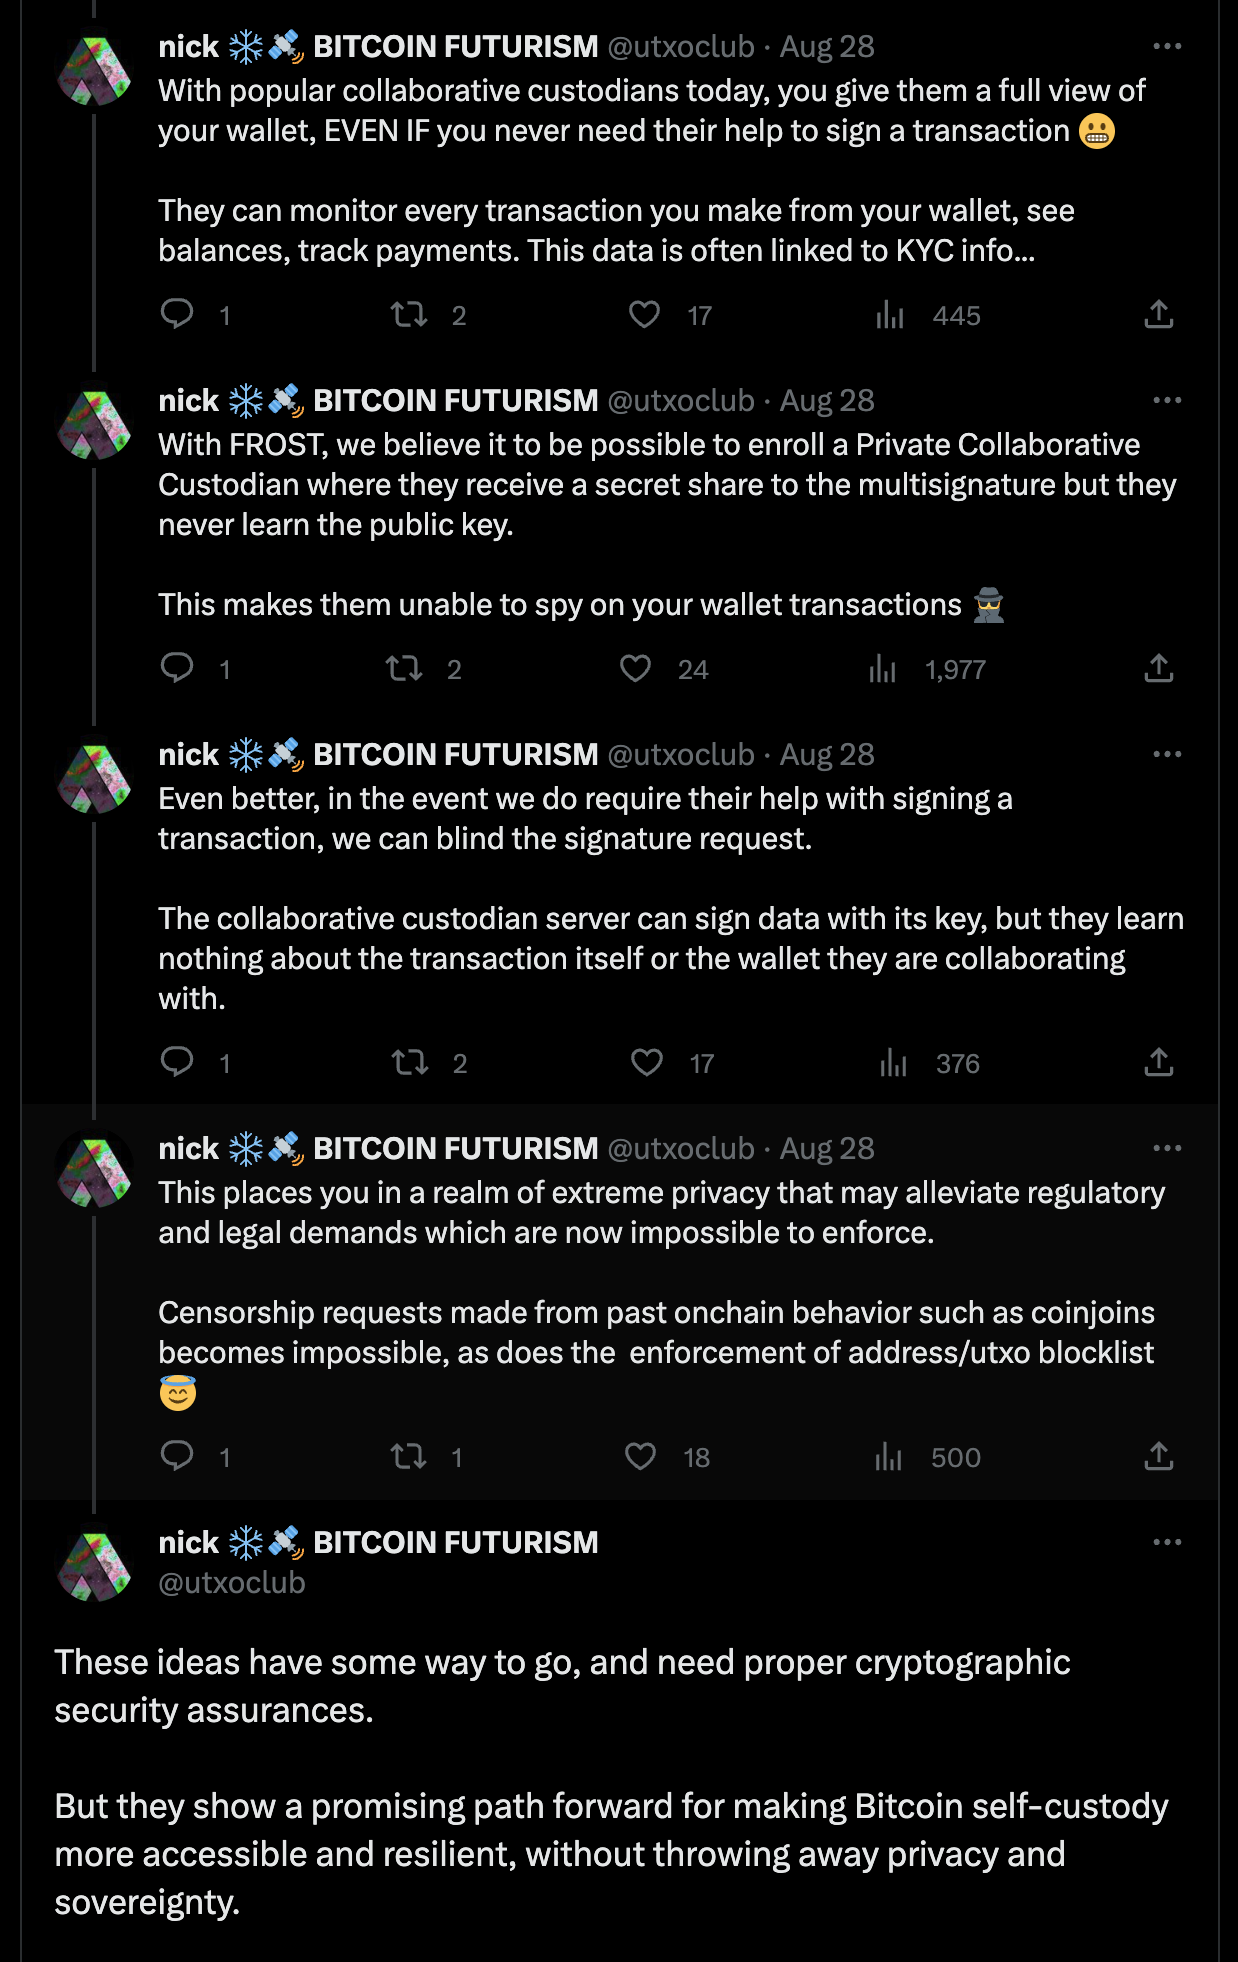 nick ❄️🛰️ BITCOIN FUTURISM @utxoclub · Aug 28
With popular collaborative custodians today, you give them a full view of
your wallet, EVEN IF you never need their help to sign a transaction 😬
They can monitor every transaction you make from your wallet, see
balances, track payments. This data is often linked to KYC info...
1 2 17 445
nick ❄️🛰️ BITCOIN FUTURISM @utxoclub · Aug 28
With FROST, we believe it to be possible to enroll a Private Collaborative
Custodian where they receive a secret share to the multisignature but they
never learn the public key.
This makes them unable to spy on your wallet transactions 🕵️
1 2 24 1,977
nick ❄️🛰️ BITCOIN FUTURISM @utxoclub · Aug 28
Even better, in the event we do require their help with signing a
transaction, we can blind the signature request.
The collaborative custodian server can sign data with its key, but they learn
nothing about the transaction itself or the wallet they are collaborating
with.
1 2 17 376
nick ❄️🛰️ BITCOIN FUTURISM @utxoclub · Aug 28
This places you in a realm of extreme privacy that may alleviate regulatory
and legal demands which are now impossible to enforce.
Censorship requests made from past onchain behavior such as coinjoins
becomes impossible, as does the  enforcement of address/utxo blocklist
😇
1 1 18 500
nick ❄️🛰️ BITCOIN FUTURISM
@utxoclub
These ideas have some way to go, and need proper cryptographic
security assurances.
But they show a promising path forward for making Bitcoin self-custody
more accessible and resilient, without throwing away privacy and
sovereignty.